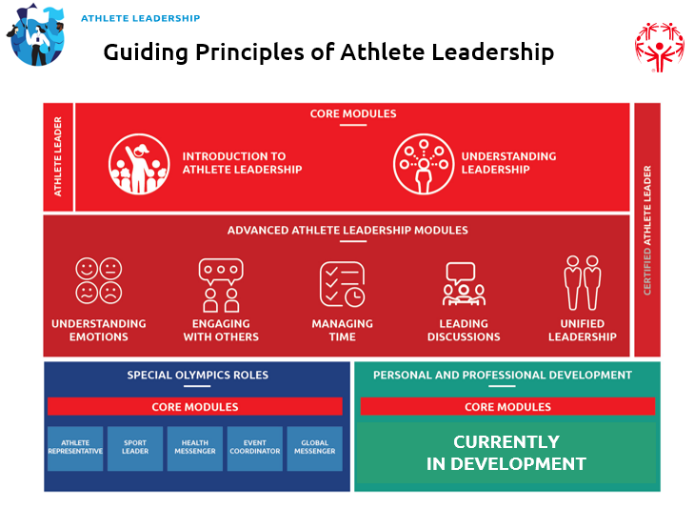 ATHLETE LEADERSHIP
Guiding Principles of Athlete Leadership
ATHLETE LEADER
CORE MODULES
INTRODUCTION TO
ATHLETE LEADERSHIP
UNDERSTANDING
LEADERSHIP
CERTIFIED ATHLETE LEADER
ADVANCED ATHLETE LEADERSHIP MODULES
UNDERSTANDING
EMOTIONS
ENGAGING
WITH OTHERS
MANAGING
TIME
LEADING
DISCUSSIONS
UNIFIED
LEADERSHIP
SPECIAL OLYMPICS ROLES
CORE MODULES
ATHLETE
REPRESENTATIVE
SPORT
LEADER
HEALTH
MESSENGER
EVENT
COORDINATOR
GLOBAL
MESSENGER
PERSONAL AND PROFESSIONAL DEVELOPMENT
CORE MODULES
CURRENTLY
IN DEVELOPMENT